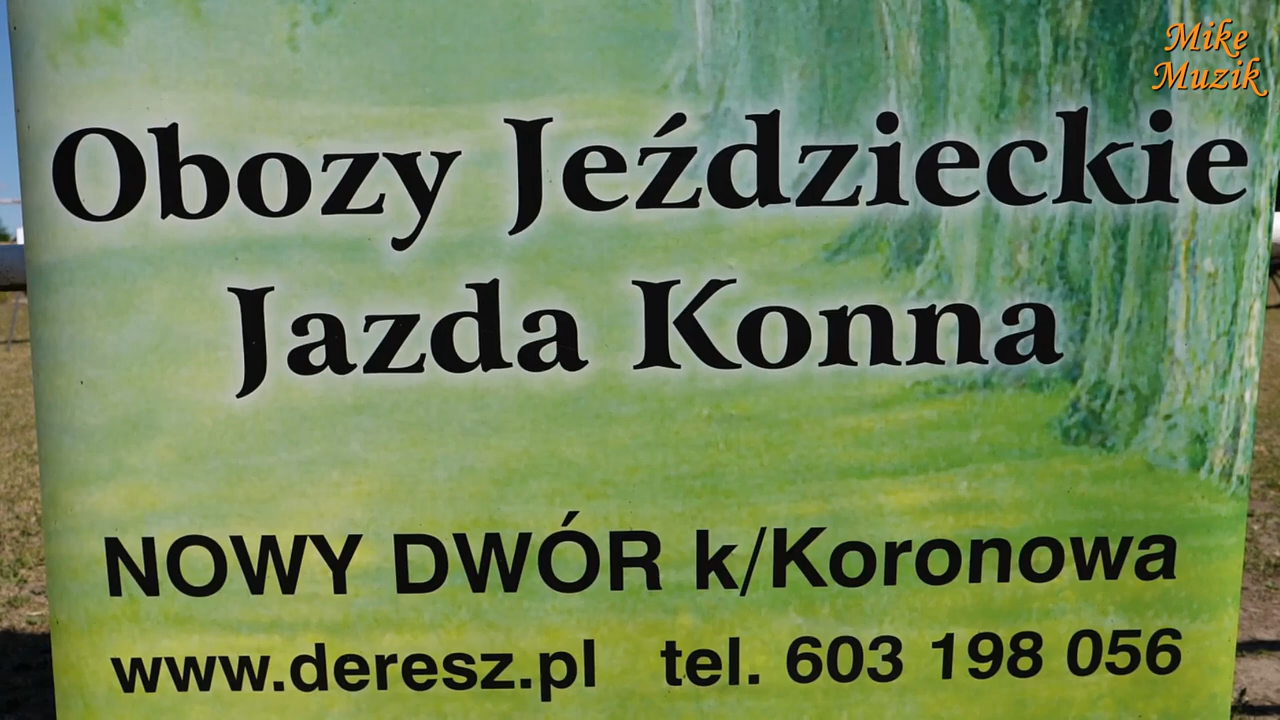 Mike
Muzik
Obozy Jeździeckie
Jazda Konna
NOWY DWÓR k/Koronowa
www.deresz.pl tel. 603 198 056